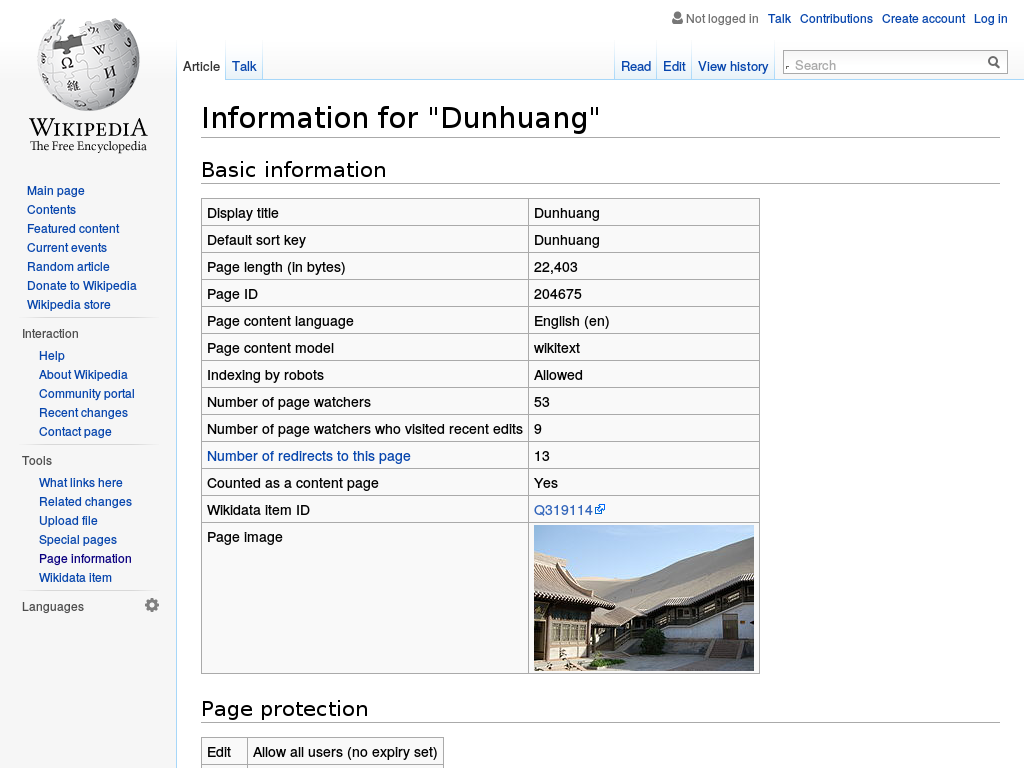 Not logged in Talk Contributions Create account Log in
Article Talk Read Edit View history Search
WIKIPEDIA
The Free Encyclopedia
Main page
Contents
Featured content
Current events
Random article
Donate to Wikipedia
Wikipedia store
Interaction
Help
About Wikipedia
Community portal
Recent changes
Contact page
Tools
What links here
Related changes
Upload file
Special pages
Page information
Wikidata item
Languages
Information for "Dunhuang"
Basic information
Display title Dunhuang
Default sort key Dunhuang
Page length (in bytes) 22,403
Page ID 204675
Page content language English (en)
Page content model wikitext
Indexing by robots Allowed
Number of page watchers 53
Number of page watchers who visited recent edits 9
Number of redirects to this page 13
Counted as a content page Yes
Wikidata item ID Q319114
Page image
Page protection
Edit Allow all users (no expiry set)